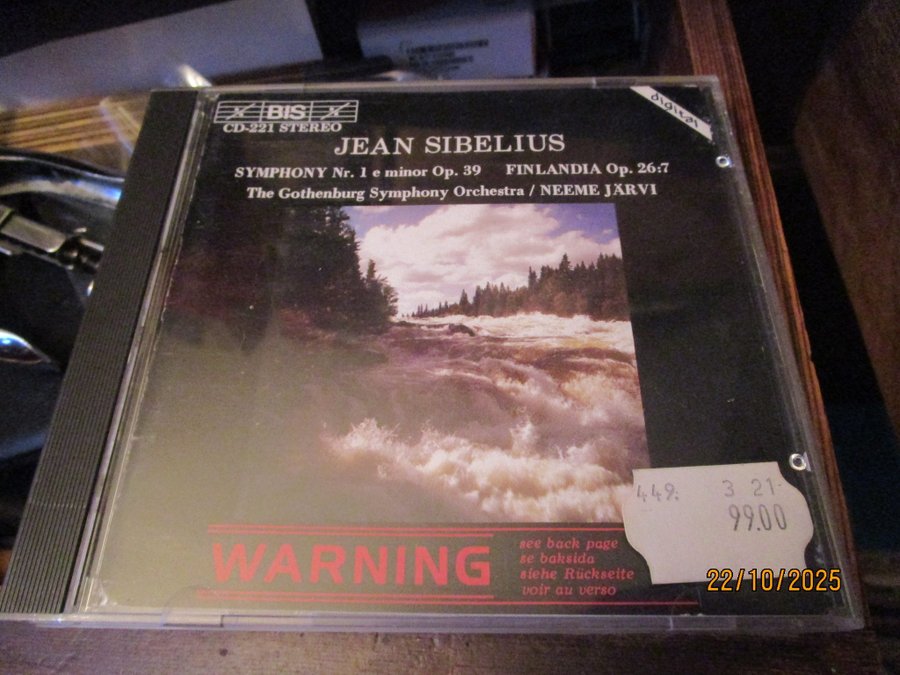 BIS
CD-221 STEREO
digital
JEAN SIBELIUS
SYMPHONY Nr. 1 e minor Op. 39 FINLANDIA Op. 26:7
The Gothenburg Symphony Orchestra / NEEME JÄRVI
WARNING
see back page
se baksida
siehe Rückseite
voir au verso
449: 3 21
99.00
22/10/2025